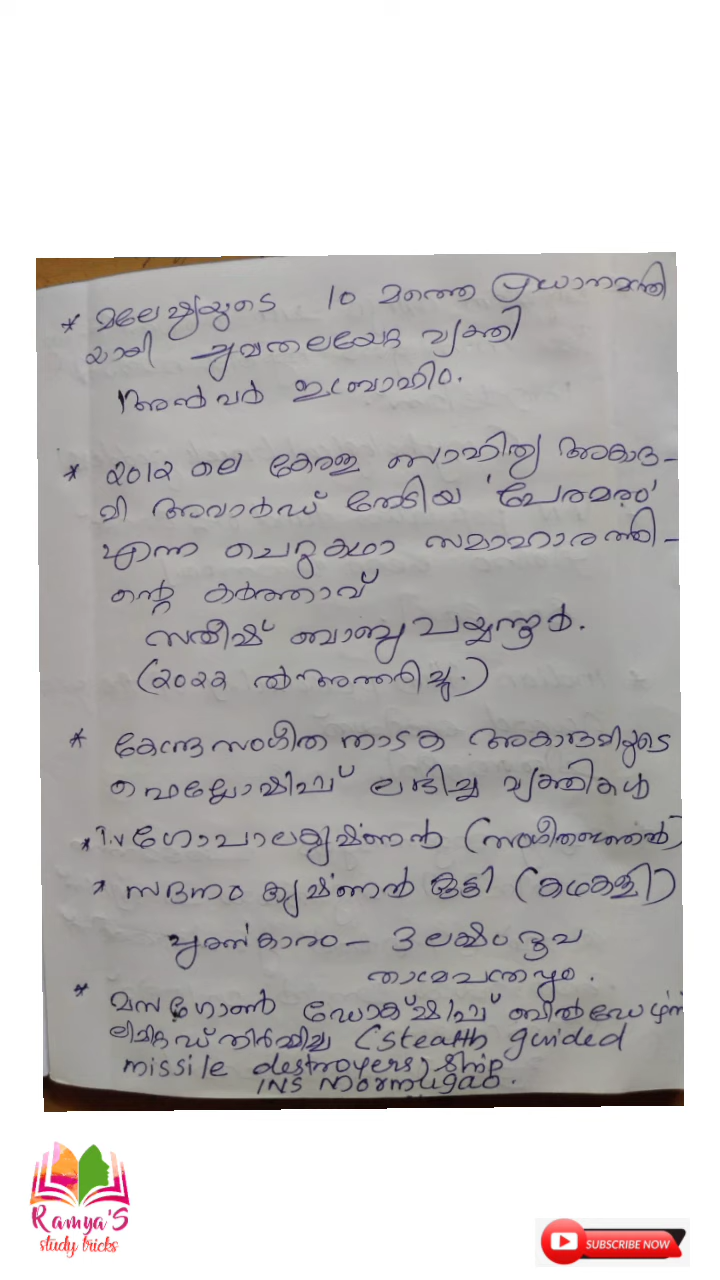 * മലേഷ്യയുടെ 10 മത്തെ പ്രധാനമന്ത്രി
യായി ചുമതലയേറ്റ വ്യക്തി
അൻവർ ഇബ്രാഹിം.
* 2012 ലെ കേരള സാഹിത്യ അക്കാദ-
മി അവാർഡ് നേടിയ 'പേരമരം'
എന്ന ചെറുകഥാ സമാഹാരത്തി-
ന്റെ കർത്താവ്
സതീഷ് ബാബു പയ്യന്നൂർ.
(2022 ൽ അന്തരിച്ചു.)
* കേന്ദ്ര സംഗീത നാടക അക്കാദമിയുടെ
ഫെല്ലോഷിപ്പ് ലഭിച്ച വ്യക്തികൾ
* T.V ഗോപാലകൃഷ്ണൻ (സംഗീതജ്ഞൻ)
* സദനം കൃഷ്ണൻ കുട്ടി (കഥകളി)
പുരസ്കാരം - 3 ലക്ഷം രൂപ
താമ്രപത്രവും.
* മസഗോൺ ഡോക് ഷിപ്പ് ബിൽഡേഴ്സ്
ലിമിറ്റഡ് നിർമ്മിച്ച (Stealth guided
missile destroyers) Ship
INS Mormugao.
Ramya'S
study tricks
SUBSCRIBE NOW